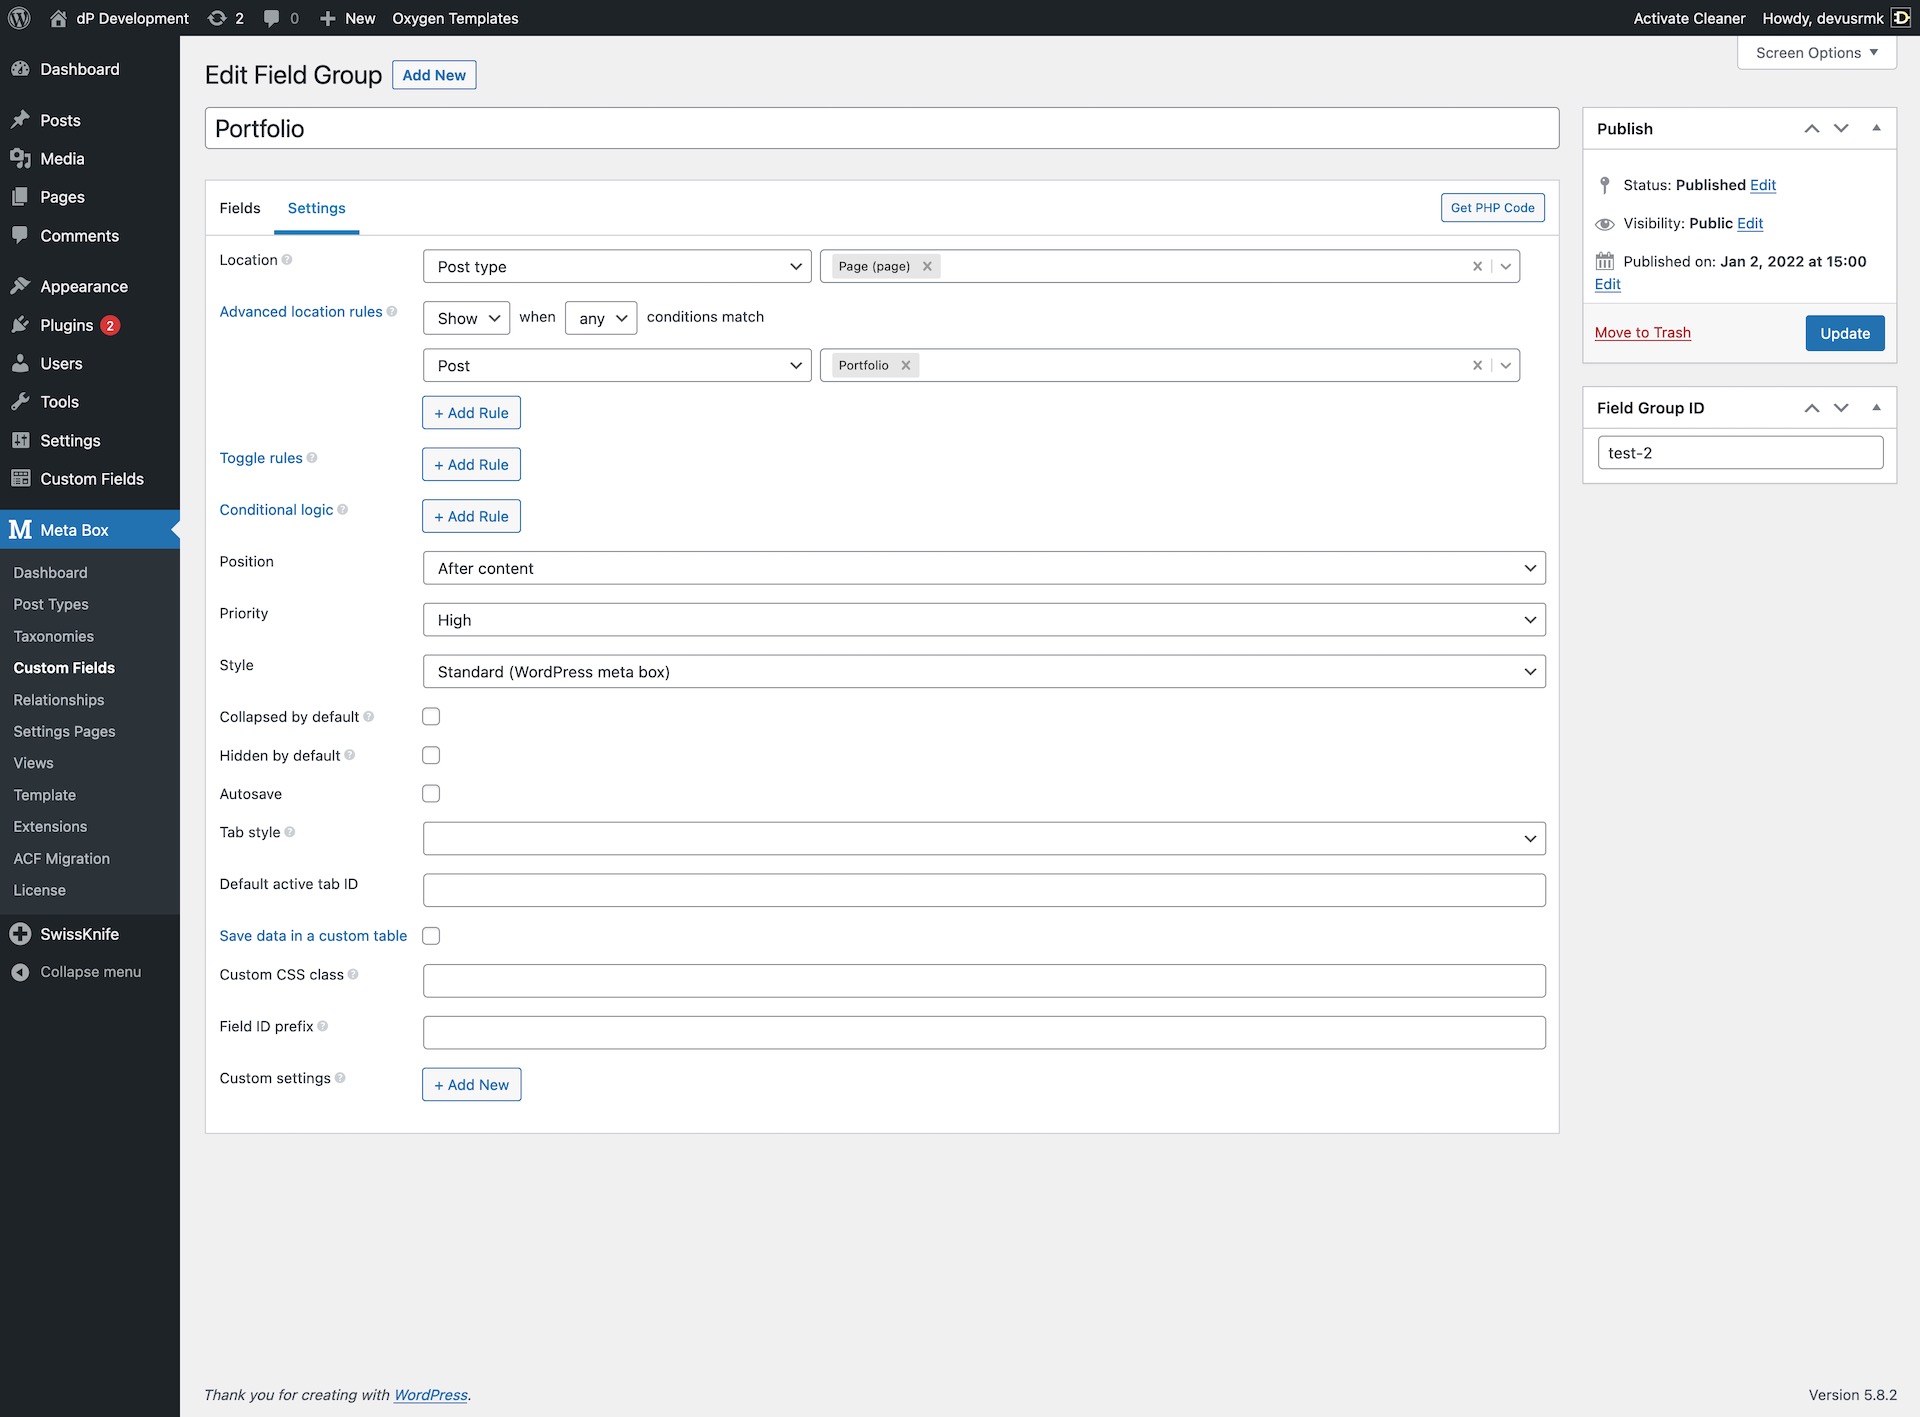 dP Development 2 0 New Oxygen Templates Activate Cleaner Howdy, devusrmk
Screen Options
Dashboard
Posts
Media
Pages
Comments
Appearance
Plugins 2
Users
Tools
Settings
Custom Fields
Meta Box
Dashboard
Post Types
Taxonomies
Custom Fields
Relationships
Settings Pages
Views
Template
Extensions
ACF Migration
License
SwissKnife
Collapse menu
Edit Field Group Add New
Portfolio
Fields Settings Get PHP Code
Location Post type Page (page)
Advanced location rules Show when any conditions match
Post Portfolio
+ Add Rule
Toggle rules + Add Rule
Conditional logic + Add Rule
Position After content
Priority High
Style Standard (WordPress meta box)
Collapsed by default
Hidden by default
Autosave
Tab style
Default active tab ID
Save data in a custom table
Custom CSS class
Field ID prefix
Custom settings + Add New
Publish
Status: Published Edit
Visibility: Public Edit
Published on: Jan 2, 2022 at 15:00
Edit
Move to Trash Update
Field Group ID
test-2
Thank you for creating with WordPress. Version 5.8.2